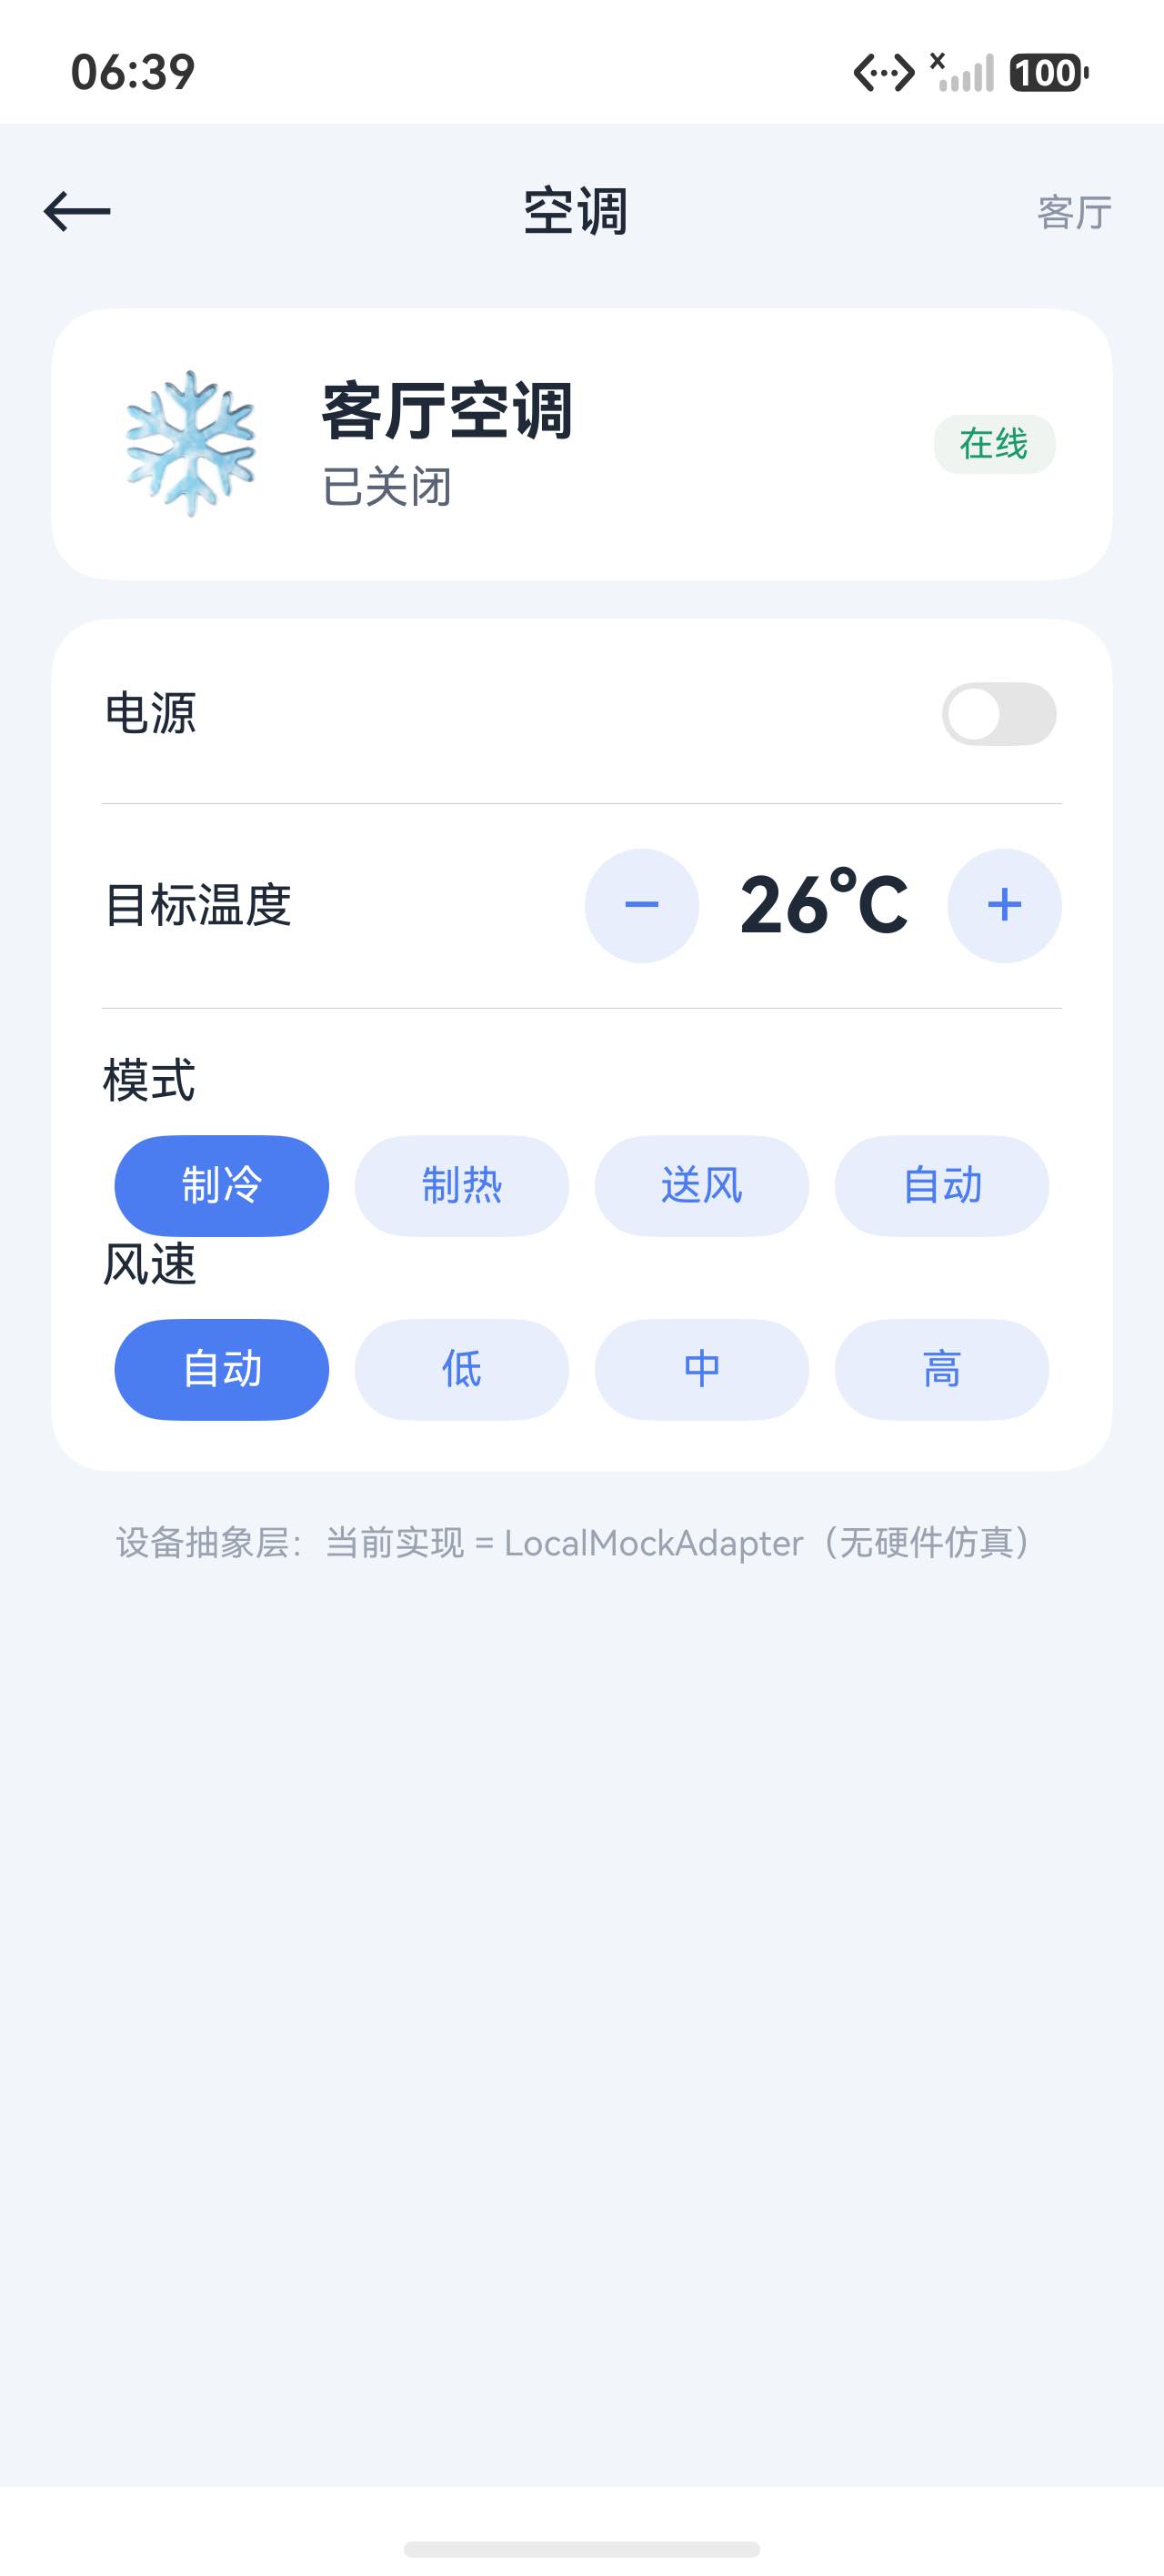 06:39
100
空调
客厅
客厅空调
已关闭
在线
电源
目标温度
− 26°C +
模式
制冷 制热 送风 自动
风速
自动 低 中 高
设备抽象层：当前实现 = LocalMockAdapter（无硬件仿真）